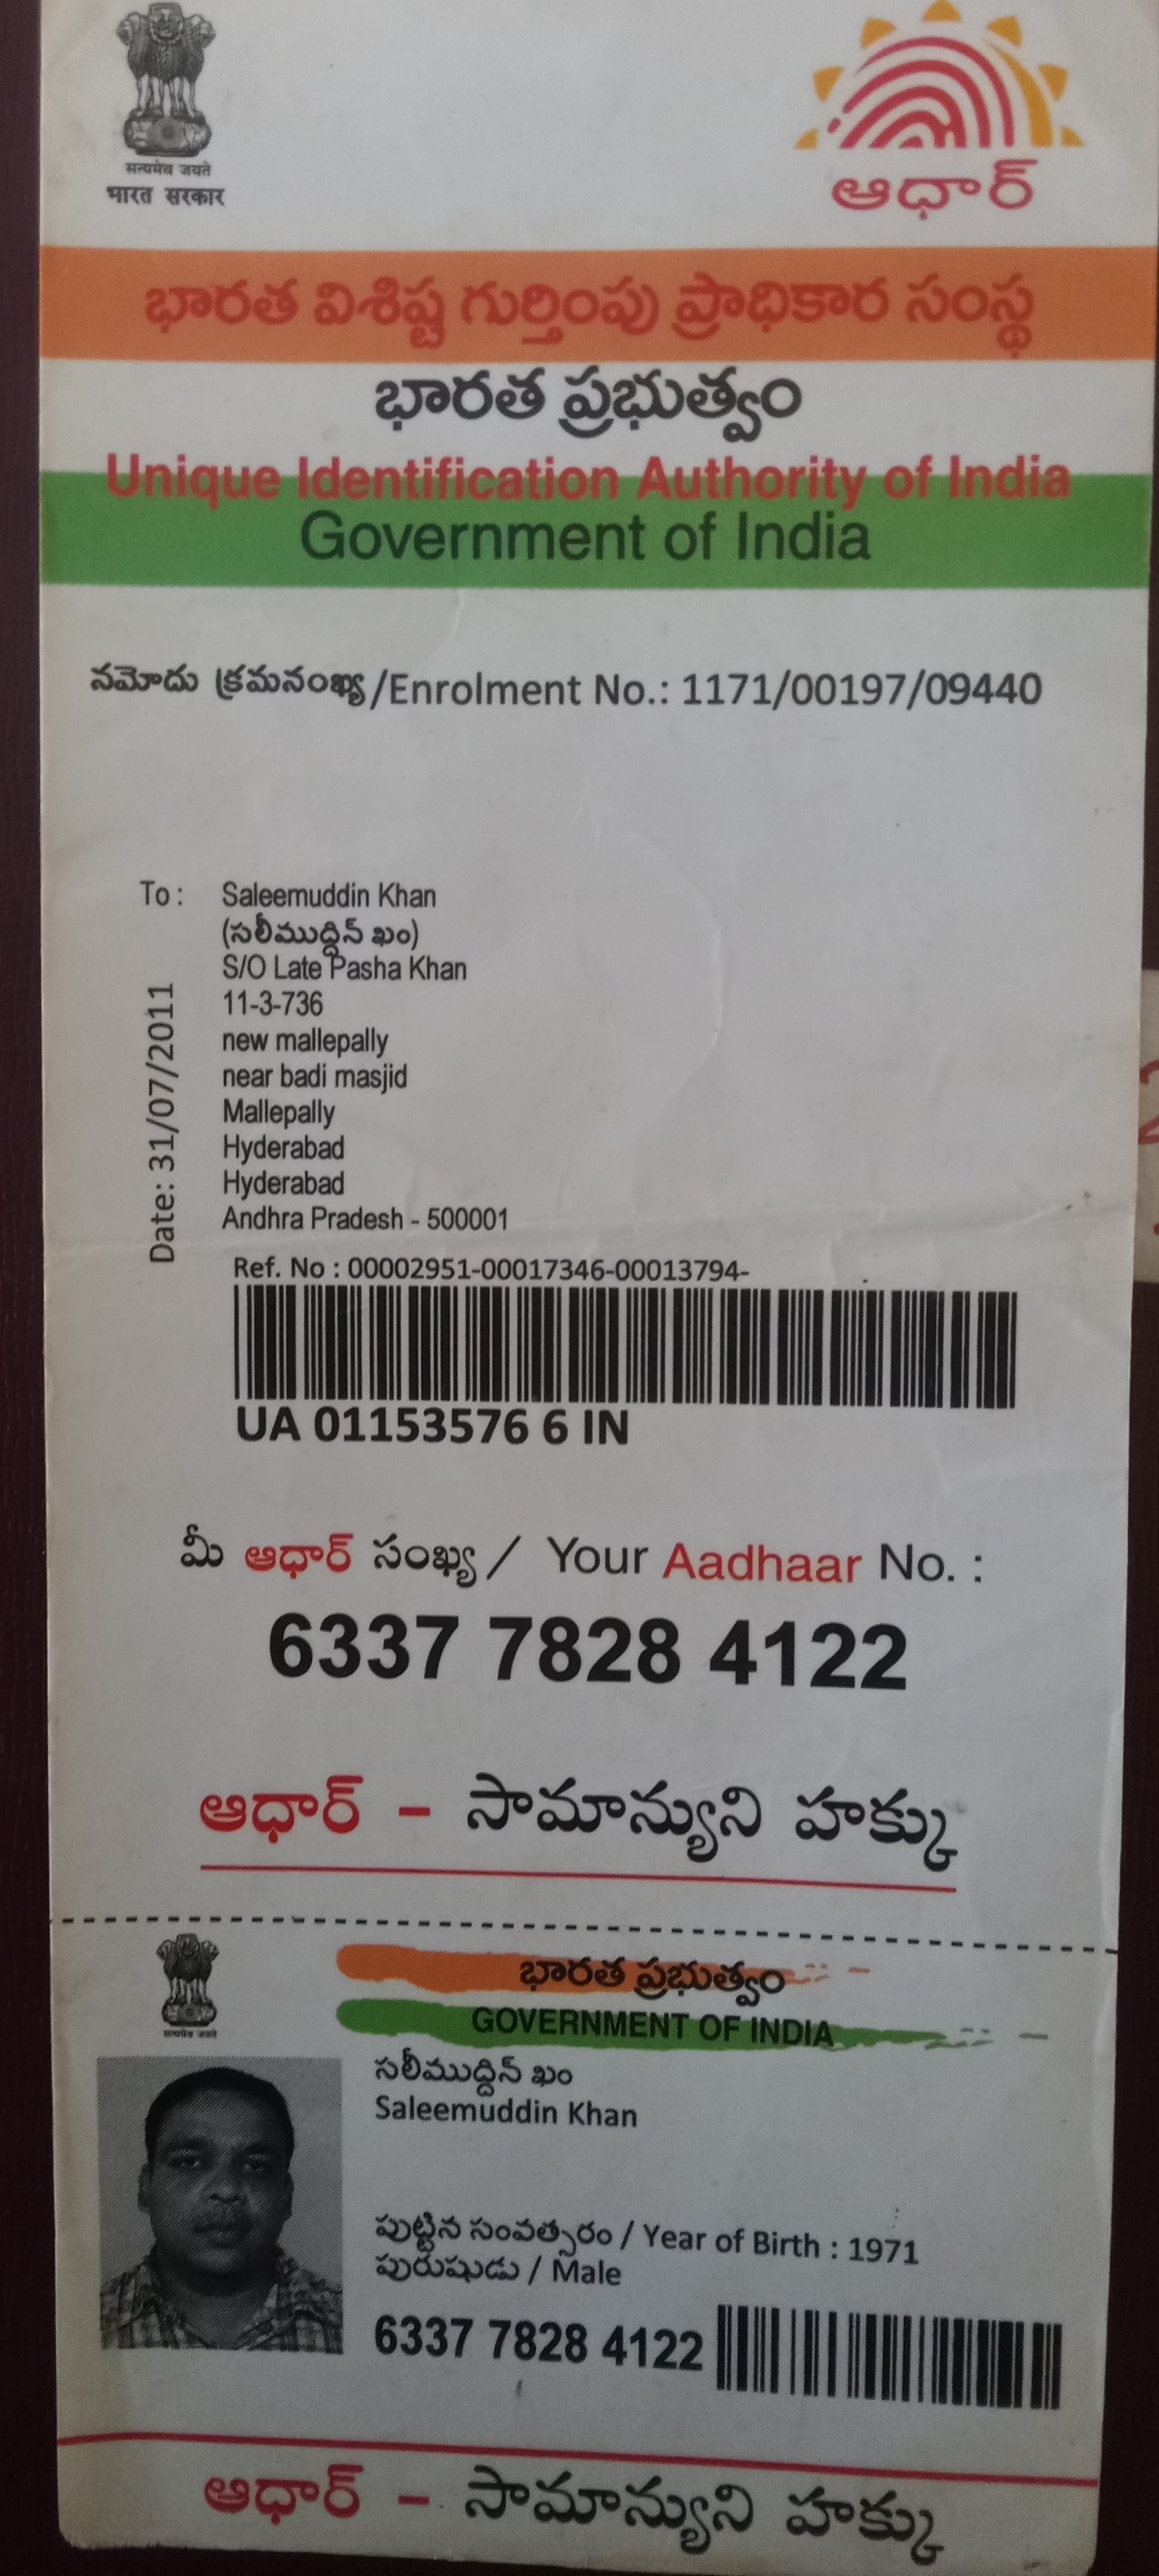 सत्यमेव जयते
भारत सरकार
ఆధార్
భారత విశిష్ట గుర్తింపు ప్రాధికార సంస్థ
భారత ప్రభుత్వం
Unique Identification Authority of India
Government of India
నమోదు క్రమసంఖ్య/Enrolment No.: 1171/00197/09440
To : Saleemuddin Khan
(సలీముద్దిన్ ఖం)
S/O Late Pasha Khan
11-3-736
new mallepally
near badi masjid
Mallepally
Hyderabad
Hyderabad
Andhra Pradesh - 500001
Date: 31/07/2011
Ref. No : 00002951-00017346-00013794-
UA 01153576 6 IN
మీ ఆధార్ సంఖ్య / Your Aadhaar No. :
6337 7828 4122
ఆధార్ – సామాన్యుని హక్కు
భారత ప్రభుత్వం
GOVERNMENT OF INDIA
सत्यमेव जयते
సలీముద్దిన్ ఖం
Saleemuddin Khan
పుట్టిన సంవత్సరం / Year of Birth : 1971
పురుషుడు / Male
6337 7828 4122
ఆధార్ – సామాన్యుని హక్కు